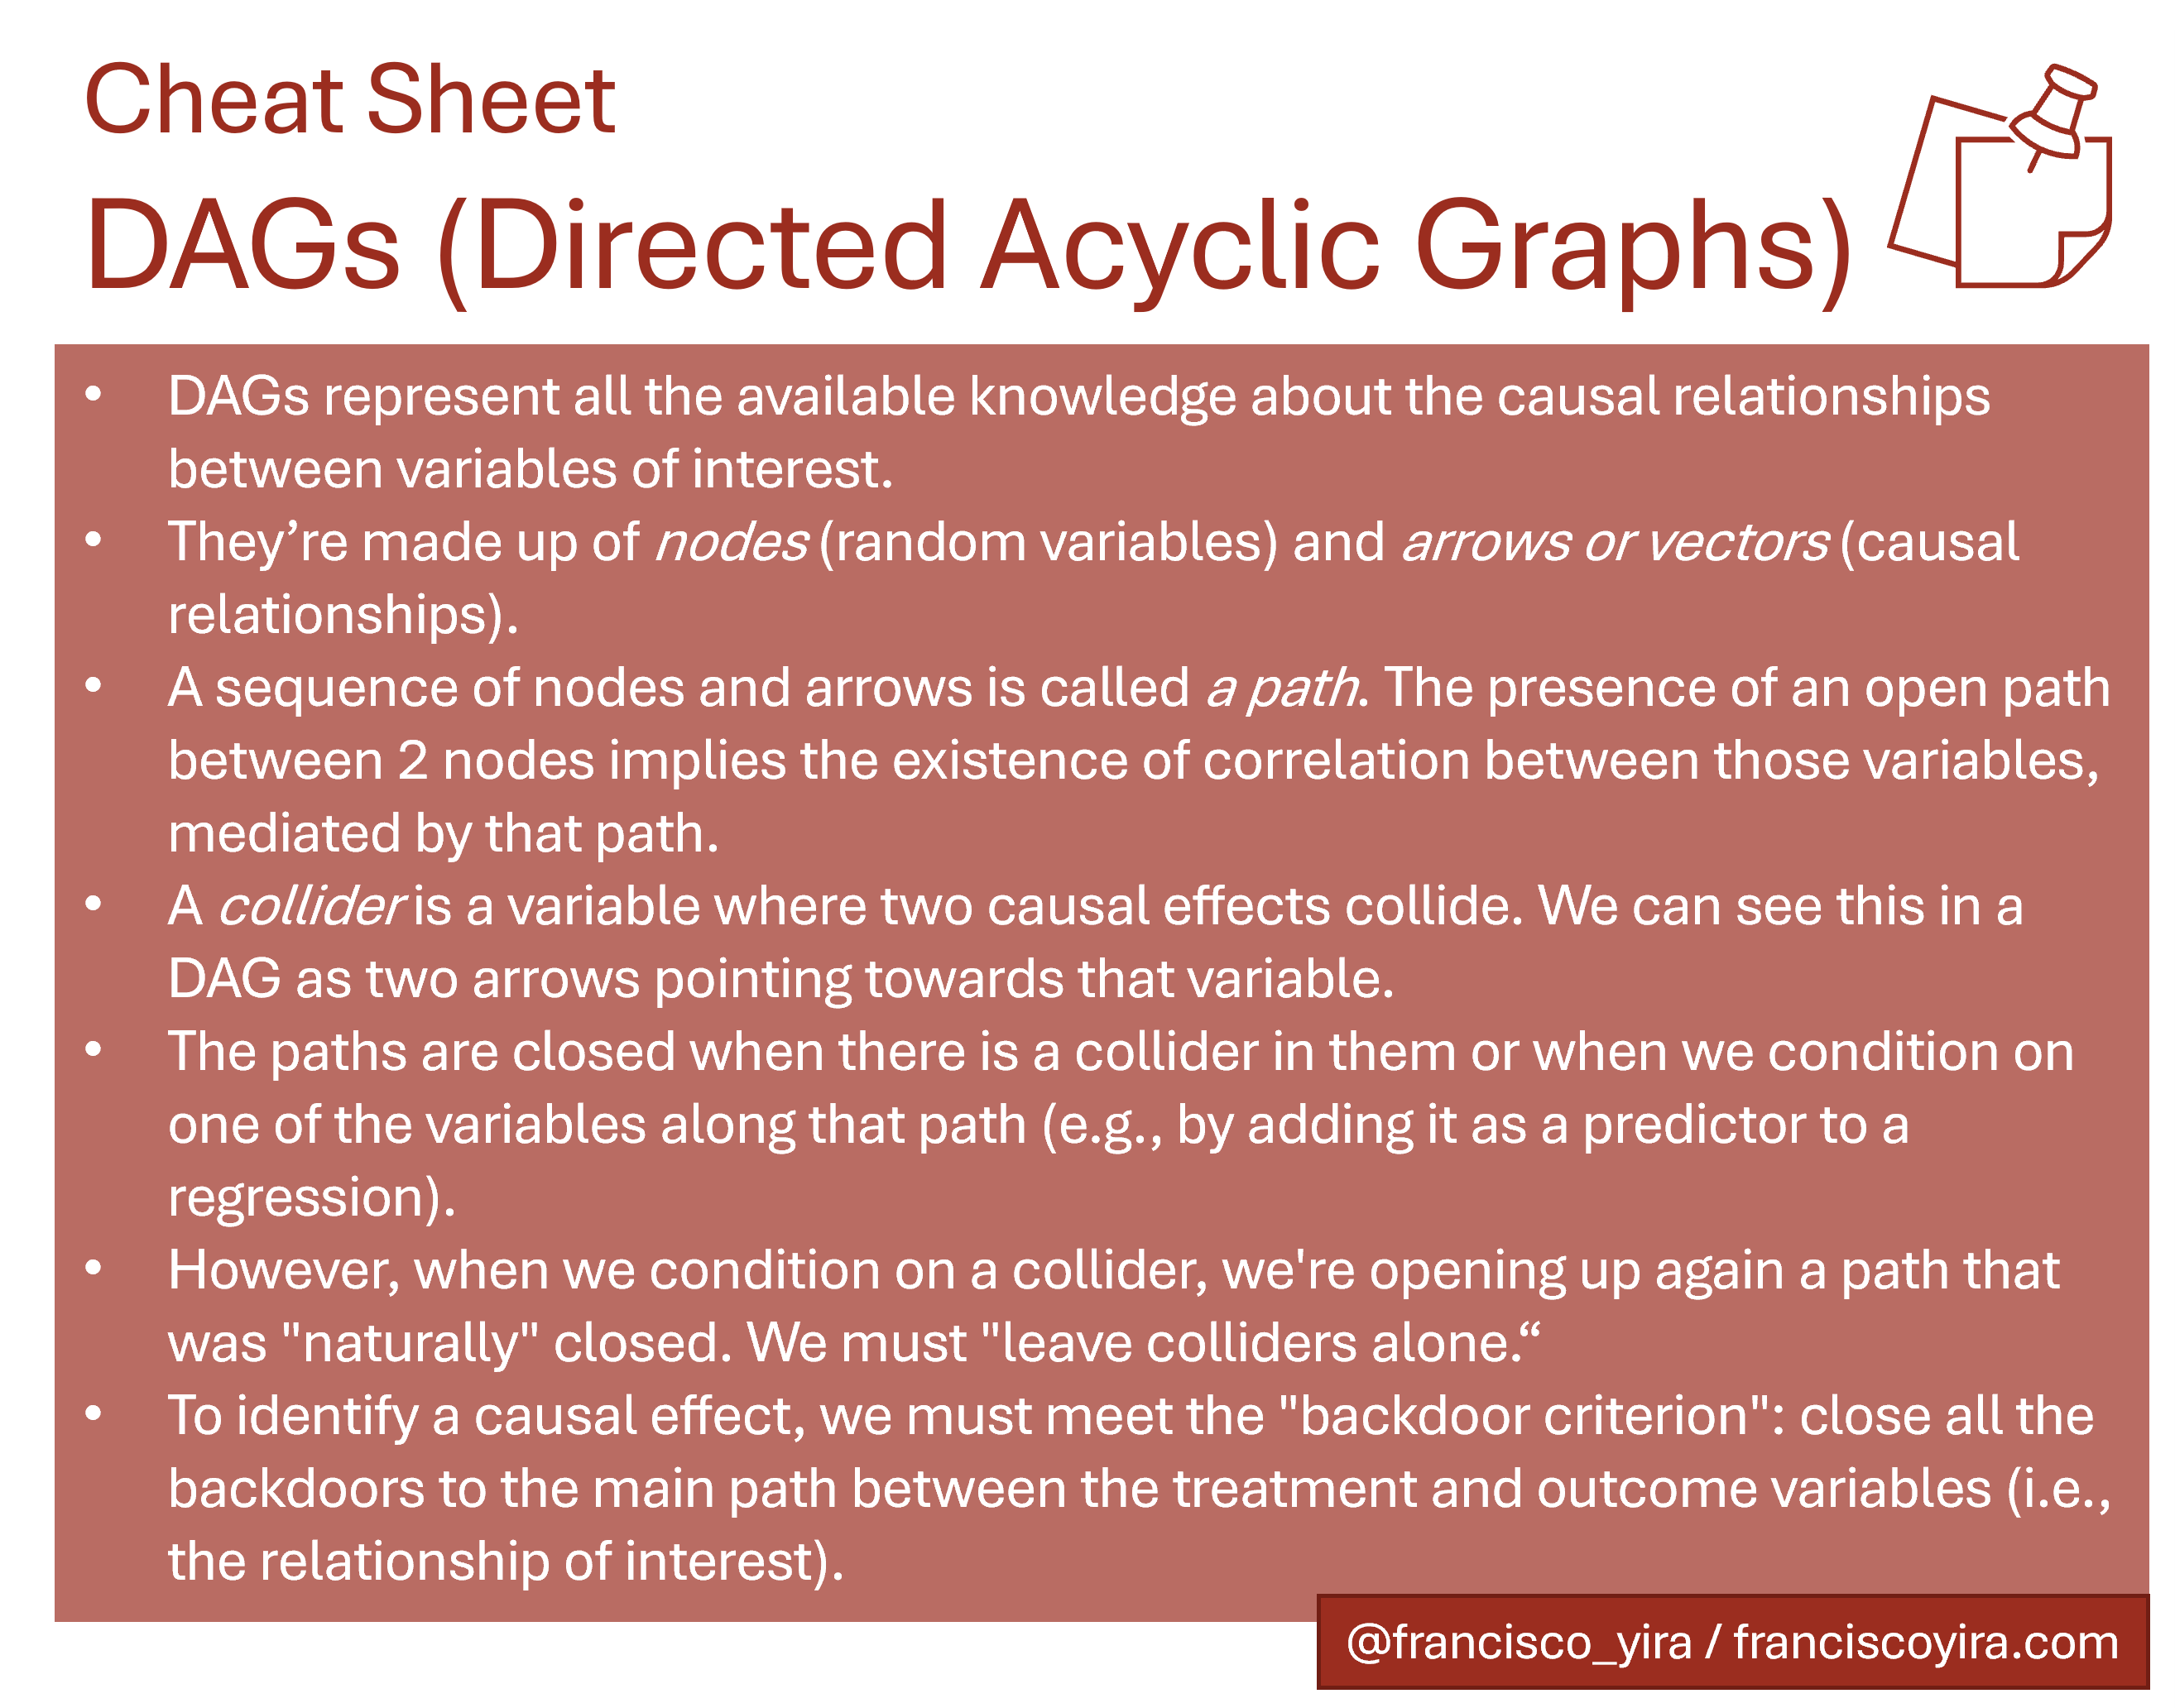 Cheat Sheet
DAGs (Directed Acyclic Graphs)
• DAGs represent all the available knowledge about the causal relationships
between variables of interest.
• They’re made up of nodes (random variables) and arrows or vectors (causal
relationships).
• A sequence of nodes and arrows is called a path. The presence of an open path
between 2 nodes implies the existence of correlation between those variables,
mediated by that path.
• A collider is a variable where two causal effects collide. We can see this in a
DAG as two arrows pointing towards that variable.
• The paths are closed when there is a collider in them or when we condition on
one of the variables along that path (e.g., by adding it as a predictor to a
regression).
• However, when we condition on a collider, we're opening up again a path that
was "naturally" closed. We must "leave colliders alone.“
• To identify a causal effect, we must meet the "backdoor criterion": close all the
backdoors to the main path between the treatment and outcome variables (i.e.,
the relationship of interest).
@francisco_yira / franciscoyira.com